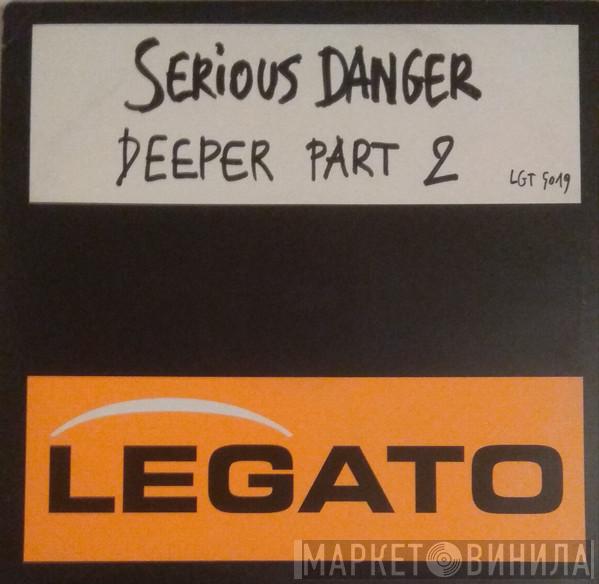 SERIOUS DANGER
DEEPER PART 2
LGT 5019
LEGATO
МАРКЕТ ВИНИЛА